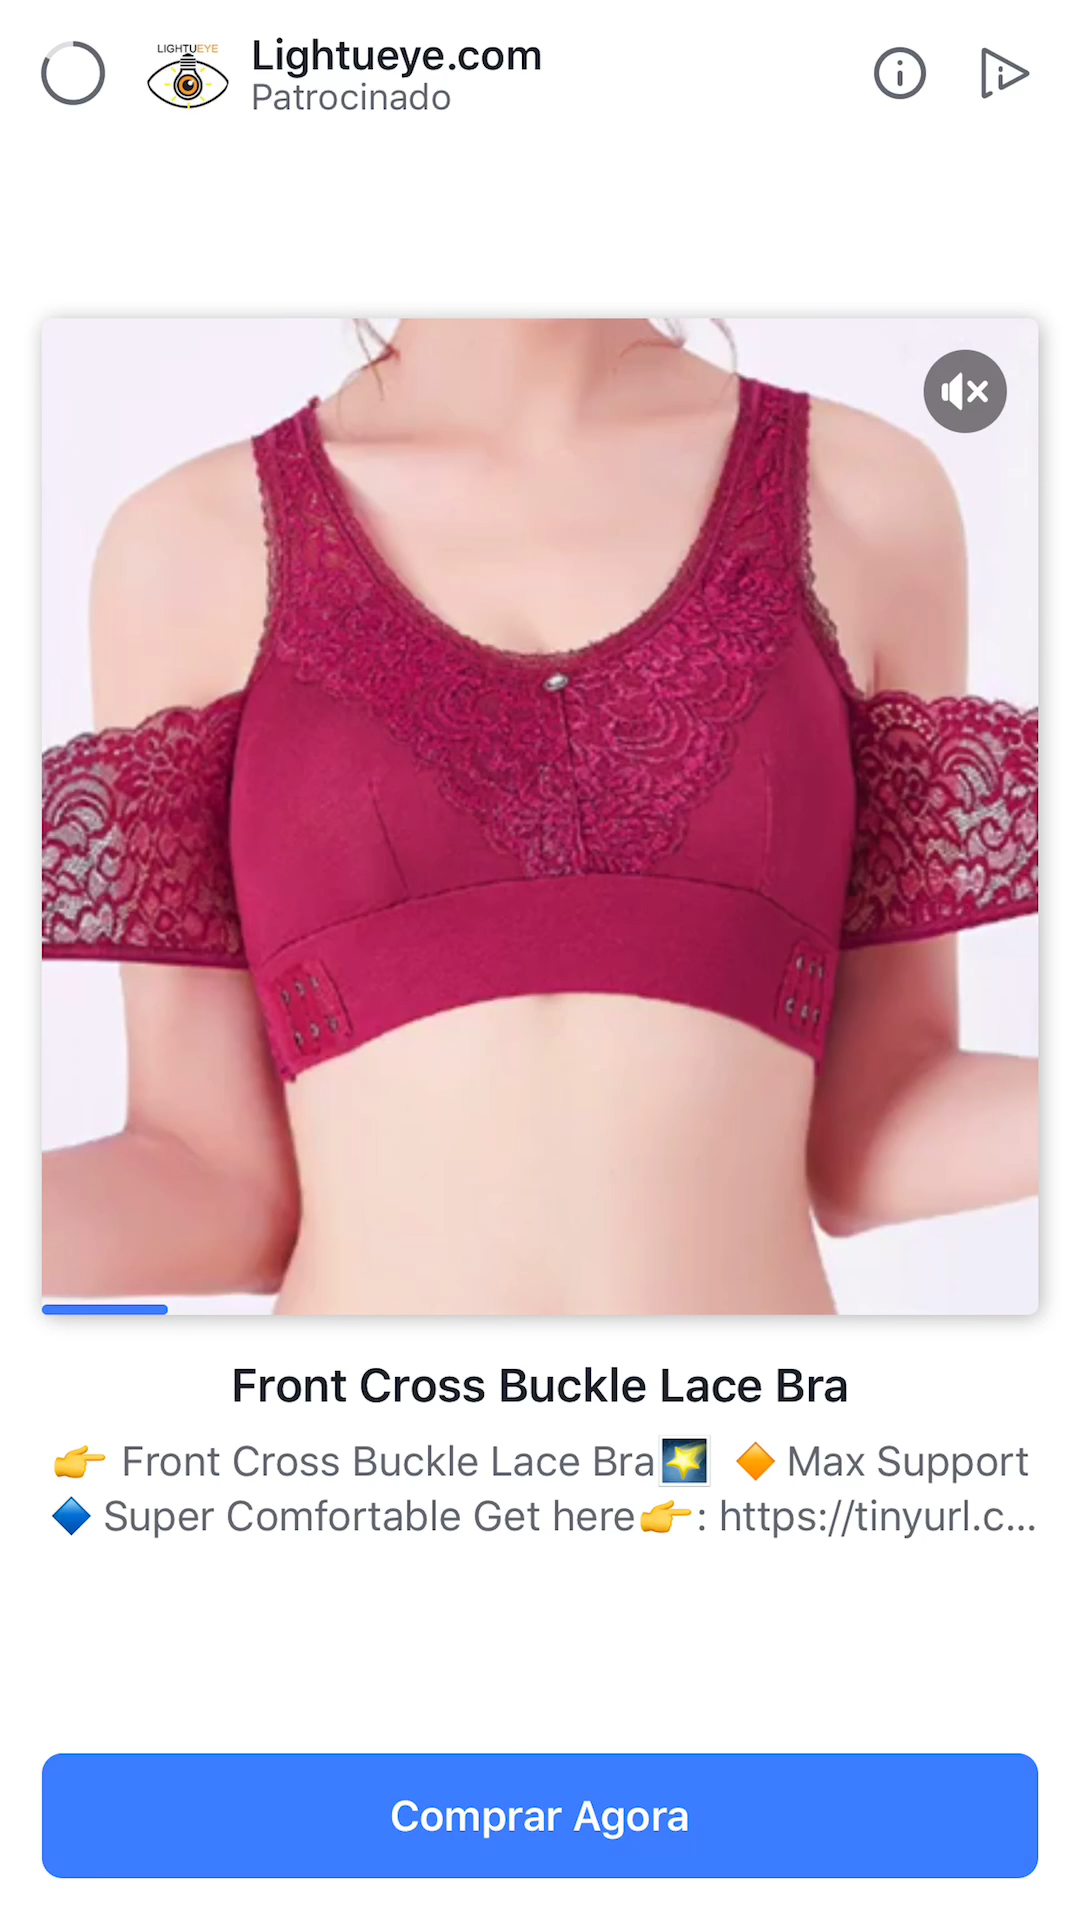 LIGHTUEYE
Lightueye.com
Patrocinado
Front Cross Buckle Lace Bra
👉 Front Cross Buckle Lace Bra🌠 🔶 Max Support
🔷 Super Comfortable Get here👉: https://tinyurl.c...
Comprar Agora